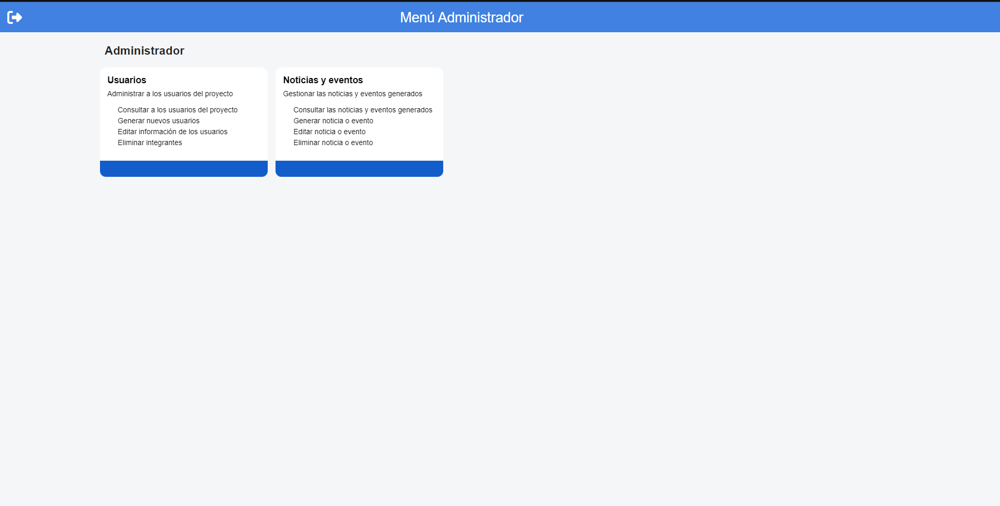 Menú Administrador
Administrador
Usuarios
Administrar a los usuarios del proyecto
Consultar a los usuarios del proyecto
Generar nuevos usuarios
Editar información de los usuarios
Eliminar integrantes
Noticias y eventos
Gestionar las noticias y eventos generados
Consultar las noticias y eventos generados
Generar noticia o evento
Editar noticia o evento
Eliminar noticia o evento